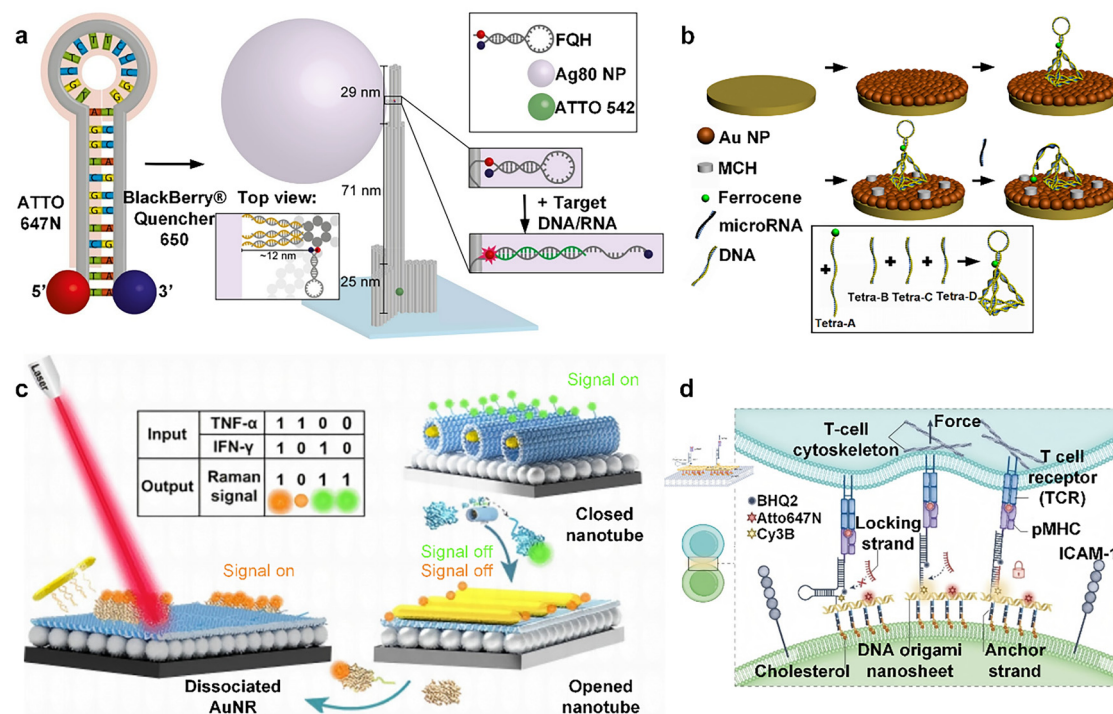 a
ATTO
647N
5'
3'
BlackBerry®
Quencher
650
Top view:
~12 nm
29 nm
71 nm
25 nm
FQH
Ag80 NP
ATTO 542
+ Target
DNA/RNA
b
Au NP
MCH
Ferrocene
microRNA
DNA
+
+
+
+
Tetra-A
Tetra-B
Tetra-C
Tetra-D
c
Laser
Input
TNF-α
1 1 0 0
IFN-γ
1 0 1 0
Output
Raman
signal
1 0 1 1
Signal on
Closed
nanotube
Signal off
Signal off
Signal on
Dissociated
AuNR
Opened
nanotube
d
Force
T-cell
cytoskeleton
T cell
receptor
(TCR)
BHQ2
Atto647N
Cy3B
Locking
strand
pMHC
ICAM-1
Cholesterol
DNA origami
nanosheet
Anchor
strand